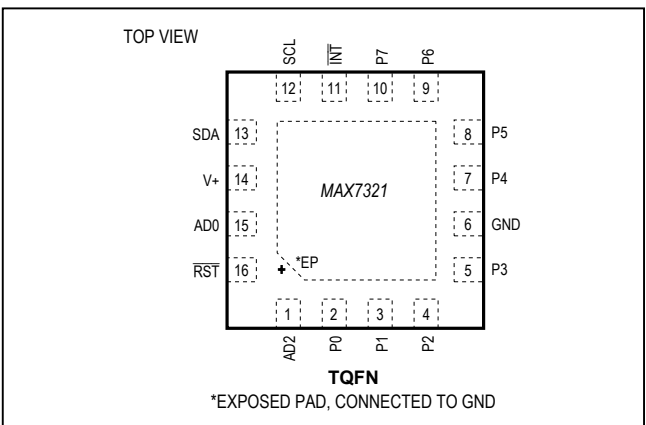 TOP VIEW
SCL
INT
P7
P6
12
11
10
9
SDA
13
8
P5
V+
14
MAX7321
7
P4
AD0
15
6
GND
RST
16
+
*EP
5
P3
1
2
3
4
AD2
P0
P1
P2
TQFN
*EXPOSED PAD, CONNECTED TO GND